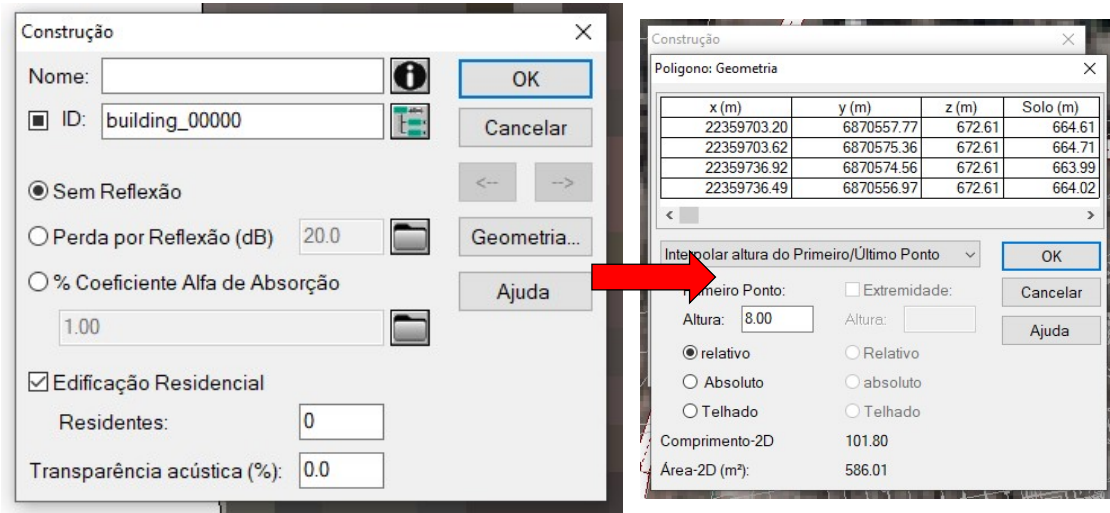 Construção
Nome:
ID: building_00000
Sem Reflexão
Perda por Reflexão (dB) 20.0
% Coeficiente Alfa de Absorção
1.00
Edificação Residencial
Residentes: 0
Transparência acústica (%): 0.0
OK
Cancelar
<-- -->
Geometria...
Ajuda
Construção
Poligono: Geometria
x (m) y (m) z (m) Solo (m)
22359703.20 6870557.77 672.61 664.61
22359703.62 6870575.36 672.61 664.71
22359736.92 6870574.56 672.61 663.99
22359736.49 6870556.97 672.61 664.02
Interpolar altura do Primeiro/Último Ponto
Primeiro Ponto: Extremidade:
Altura: 8.00 Altura:
relativo Relativo
Absoluto absoluto
Telhado Telhado
Comprimento-2D 101.80
Área-2D (m²): 586.01
OK
Cancelar
Ajuda